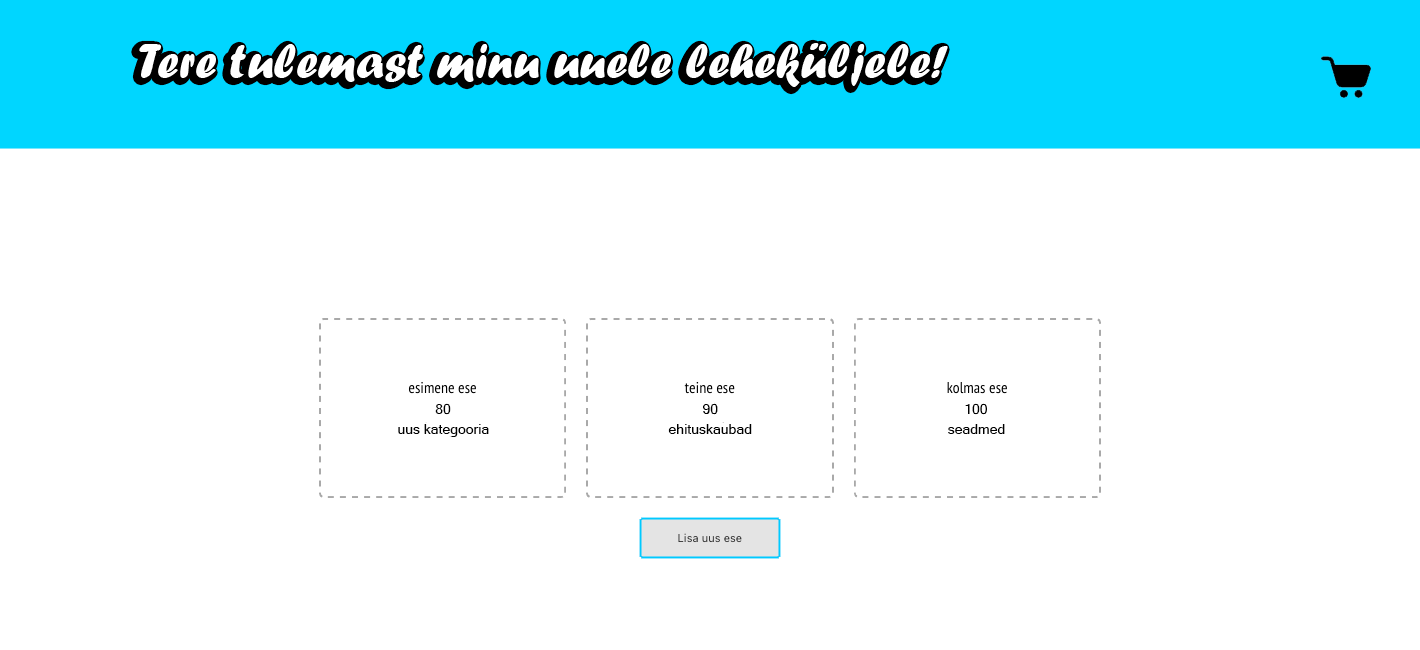 Tere tulemast minu uuele leheküljele!
esimene ese
80
uus kategooria
teine ese
90
ehituskaubad
kolmas ese
100
seadmed
Lisa uus ese